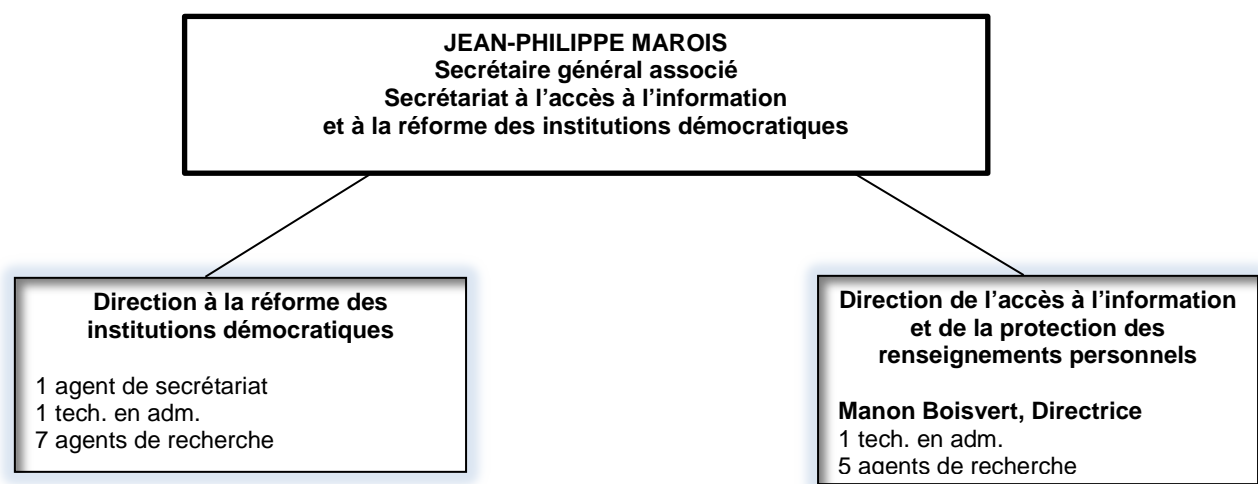 JEAN-PHILIPPE MAROIS
Secrétaire général associé
Secrétariat à l’accès à l’information
et à la réforme des institutions démocratiques
Direction à la réforme des
institutions démocratiques
1 agent de secrétariat
1 tech. en adm.
7 agents de recherche
Direction de l’accès à l’information
et de la protection des
renseignements personnels
Manon Boisvert, Directrice
1 tech. en adm.
5 agents de recherche